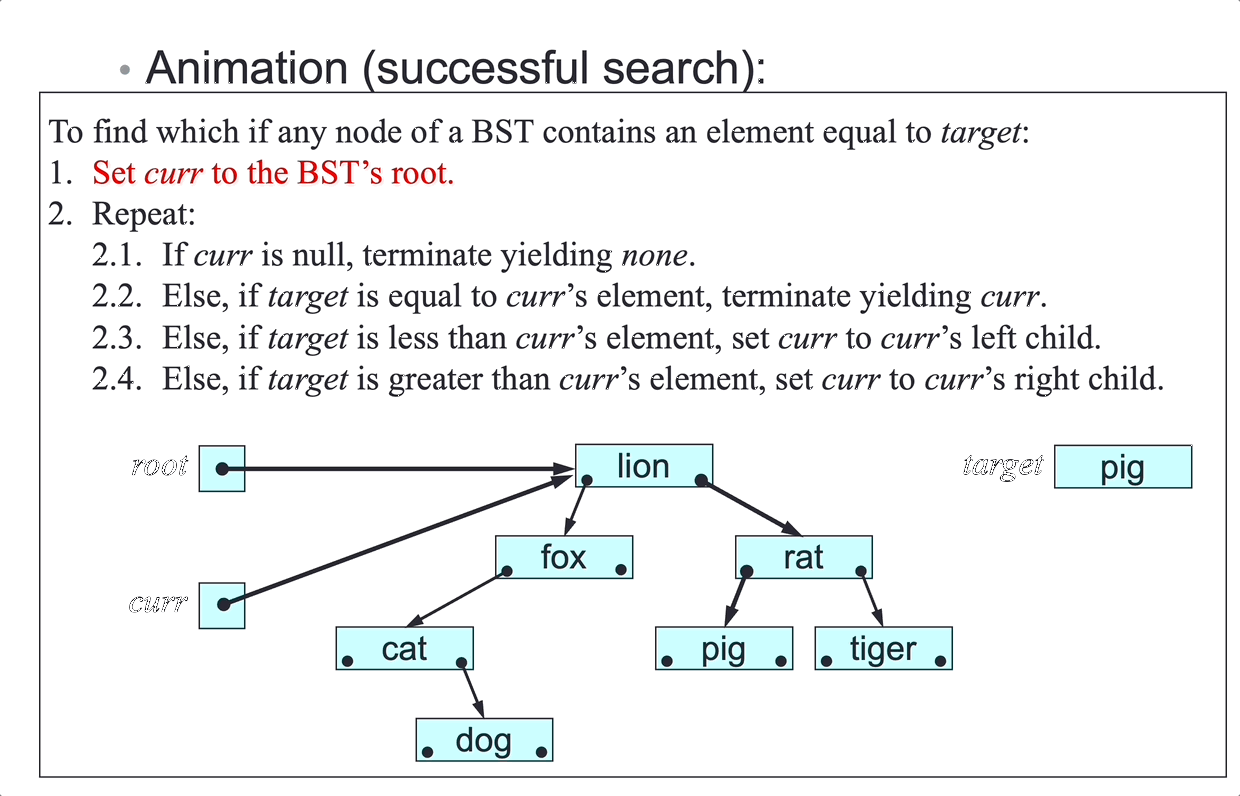 • Animation (successful search):
To find which if any node of a BST contains an element equal to target:
1. Set curr to the BST’s root.
2. Repeat:
2.1. If curr is null, terminate yielding none.
2.2. Else, if target is equal to curr’s element, terminate yielding curr.
2.3. Else, if target is less than curr’s element, set curr to curr’s left child.
2.4. Else, if target is greater than curr’s element, set curr to curr’s right child.
root
lion
target
pig
fox
rat
curr
cat
pig
tiger
dog